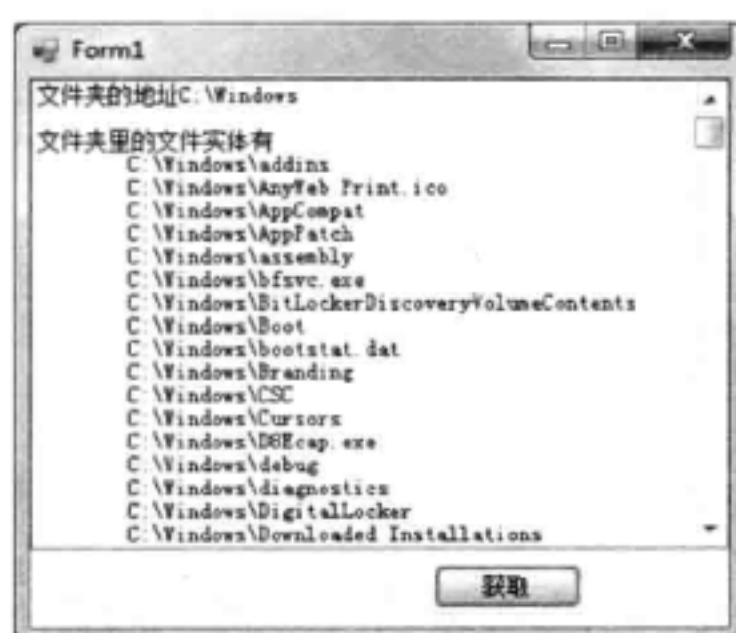 Form1
文件夹的地址C:\Windows
文件夹里的文件实体有
C:\Windows\addins
C:\Windows\AnyWeb Print.ico
C:\Windows\AppCompat
C:\Windows\AppPatch
C:\Windows\assembly
C:\Windows\bfsvc.exe
C:\Windows\BitLockerDiscoveryVolumeContents
C:\Windows\Boot
C:\Windows\bootstat.dat
C:\Windows\Branding
C:\Windows\CSC
C:\Windows\Cursors
C:\Windows\D8Ecap.exe
C:\Windows\debug
C:\Windows\diagnostics
C:\Windows\DigitalLocker
C:\Windows\Downloaded Installations
获取